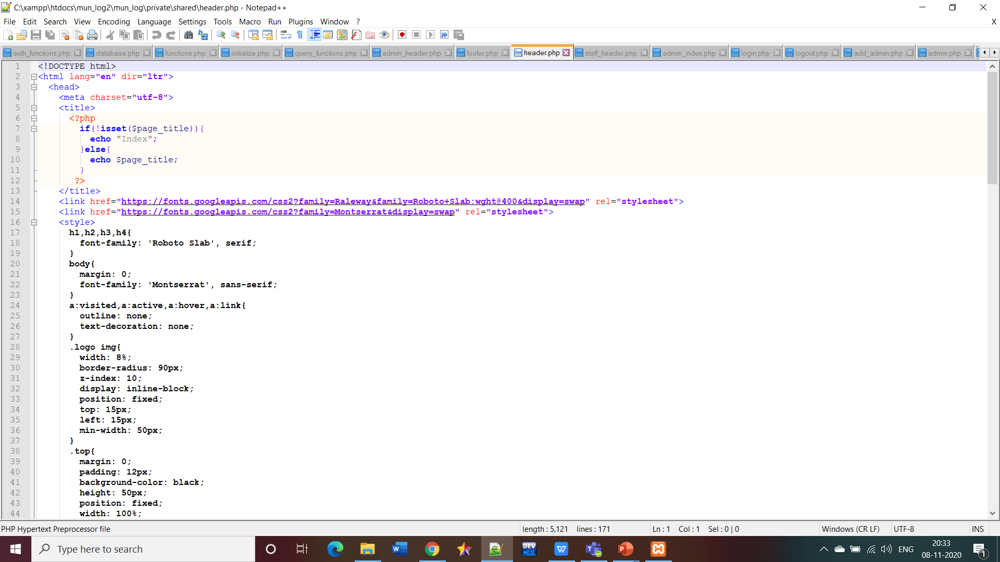 C:\xampp\htdocs\mun_log2\mun_log\private\shared\header.php - Notepad++
File Edit Search View Encoding Language Settings Tools Macro Run Plugins Window ? X
auth_functions.php database.php functions.php initialize.php query_functions.php admin_header.php footer.php header.php staff_header.php admin_index.php login.php logout.php add_admin.php admin.php
1 <!DOCTYPE html>
2 <html lang="en" dir="ltr">
3 <head>
4 <meta charset="utf-8">
5 <title>
6 <?php
7 if(!isset($page_title)){
8 echo "Index";
9 }else{
10 echo $page_title;
11 }
12 ?>
13 </title>
14 <link href="https://fonts.googleapis.com/css2?family=Raleway&family=Roboto+Slab:wght@400&display=swap" rel="stylesheet">
15 <link href="https://fonts.googleapis.com/css2?family=Montserrat&display=swap" rel="stylesheet">
16 <style>
17 h1,h2,h3,h4{
18 font-family: 'Roboto Slab', serif;
19 }
20 body{
21 margin: 0;
22 font-family: 'Montserrat', sans-serif;
23 }
24 a:visited,a:active,a:hover,a:link{
25 outline: none;
26 text-decoration: none;
27 }
28 .logo img{
29 width: 8%;
30 border-radius: 90px;
31 z-index: 10;
32 display: inline-block;
33 position: fixed;
34 top: 15px;
35 left: 15px;
36 min-width: 50px;
37 }
38 .top{
39 margin: 0;
40 padding: 12px;
41 background-color: black;
42 height: 50px;
43 position: fixed;
44 width: 100%;
PHP Hypertext Preprocessor file length : 5,121 lines : 171 Ln : 1 Col : 1 Sel : 0 | 0 Windows (CR LF) UTF-8 INS
Type here to search
DEV
ENG
20:33
08-11-2020
1